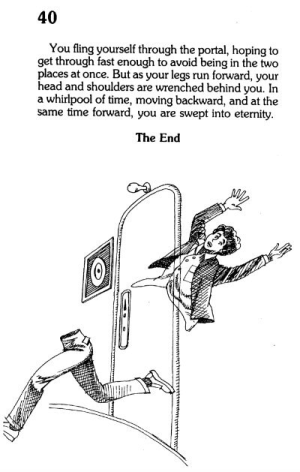 40
You fling yourself through the portal, hoping to
get through fast enough to avoid being in the two
places at once. But as your legs run forward, your
head and shoulders are wrenched behind you. In
a whirlpool of time, moving backward, and at the
same time forward, you are swept into eternity.
The End